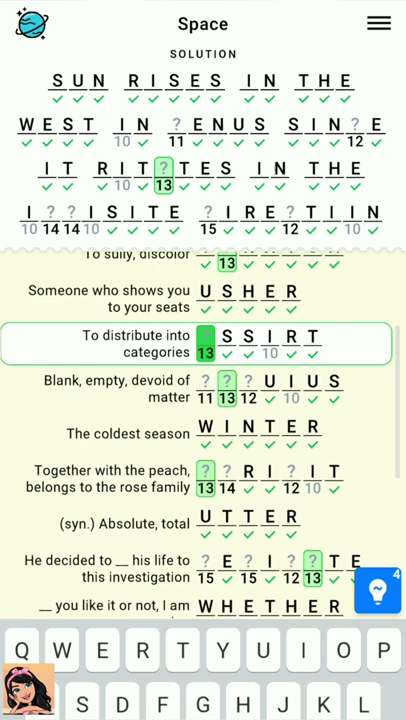 Space
SOLUTION
SUN RISES IN THE
WEST IN ?ENUS SIN?E
10 11 12
IT RIT?TES IN THE
10 13
I??ISITE ?IRE?TIIN
10 14 14 10 15 12 10
To sully, discolor
13
Someone who shows you to your seats USHER
To distribute into
categories ?SSIRT
13 10
Blank, empty, devoid of
matter ???UIUS
11 13 12 10
The coldest season WINTER
Together with the peach,
belongs to the rose family ??RI?IT
13 14 12 10
(syn.) Absolute, total UTTER
He decided to __ his life to
this investigation ?E?I??TE
15 15 12 13
__ you like it or not, I am WHETHER
4
Q W E R T Y U I O P
S D F G H J K L